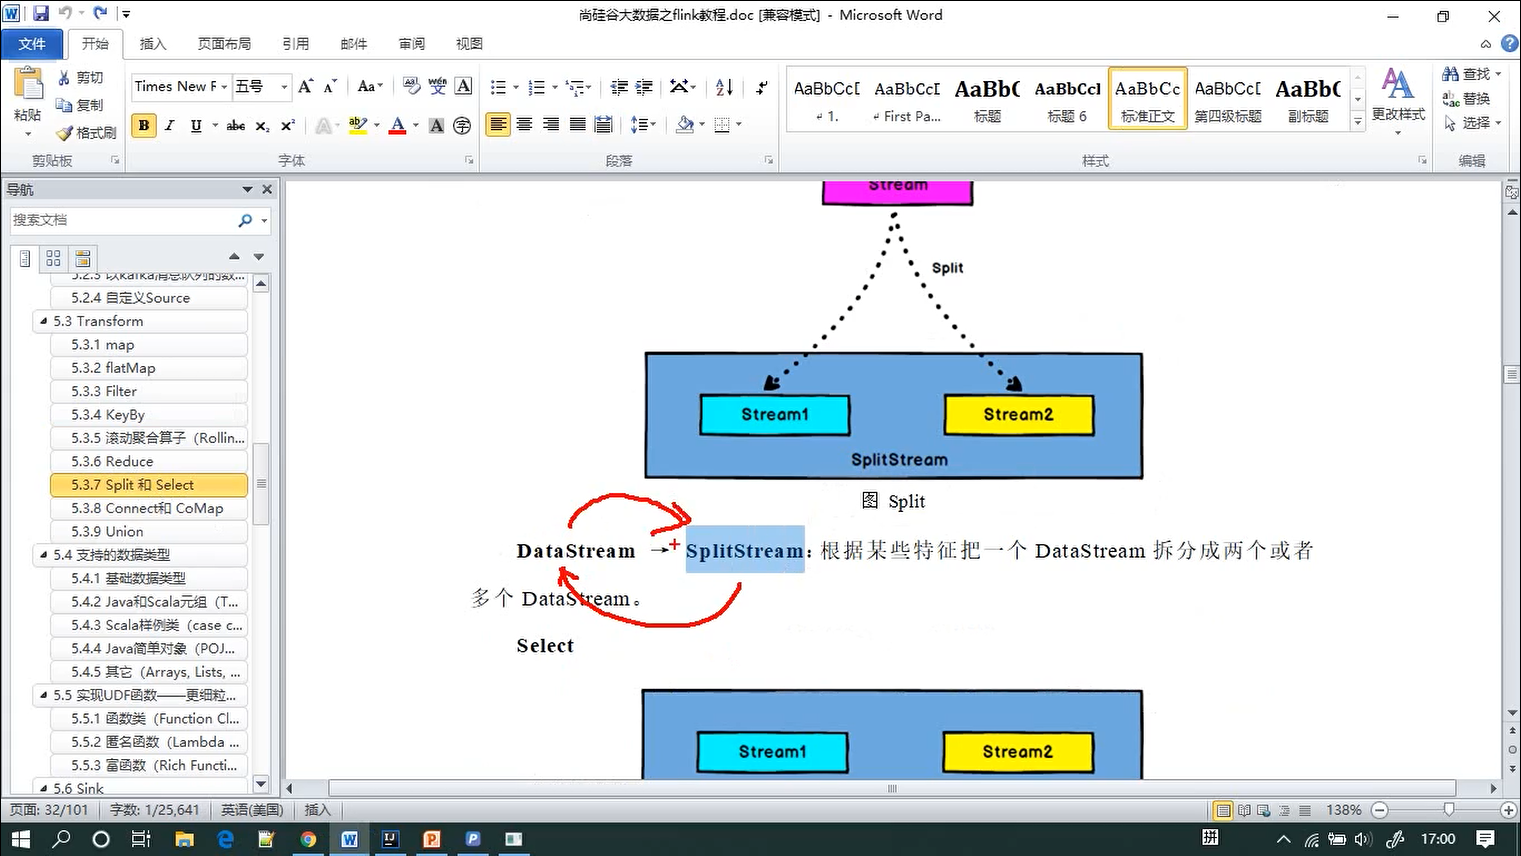 尚硅谷大数据之flink教程.doc [兼容模式] - Microsoft Word
文件 开始 插入 页面布局 引用 邮件 审阅 视图
粘贴 剪切 复制 格式刷
Times New F 五号
AaBbCcD AaBbCcD AaBbC AaBbCcl AaBbCc AaBbCcD AaBbC
1. First Pa... 标题 标题 6 标准正文 第四级标题 副标题
更改样式
查找 替换 选择
剪贴板 字体 段落 样式 编辑
导航
搜索文档
5.2.3 以kafka消息队列的数...
5.2.4 自定义Source
5.3 Transform
5.3.1 map
5.3.2 flatMap
5.3.3 Filter
5.3.4 KeyBy
5.3.5 滚动聚合算子（Rollin...
5.3.6 Reduce
5.3.7 Split 和 Select
5.3.8 Connect和 CoMap
5.3.9 Union
5.4 支持的数据类型
5.4.1 基础数据类型
5.4.2 Java和Scala元组（T...
5.4.3 Scala样例类（case c...
5.4.4 Java简单对象（POJ...
5.4.5 其它（Arrays, Lists, ...
5.5 实现UDF函数——更细粒...
5.5.1 函数类（Function Cl...
5.5.2 匿名函数（Lambda ...
5.5.3 富函数（Rich Functi...
5.6 Sink
Stream
Split
Stream1 Stream2
SplitStream
图 Split
DataStream → SplitStream：根据某些特征把一个 DataStream 拆分成两个或者
多个 DataStream。
Select
Stream1 Stream2
页面: 32/101 字数: 1/25,641 英语(美国) 插入 138%
拼 17:00